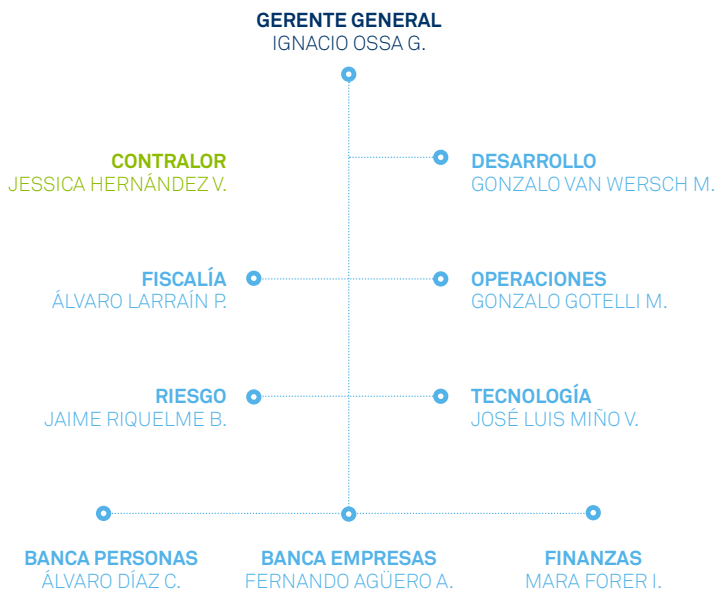 GERENTE GENERAL
IGNACIO OSSA G.
CONTRALOR
JESSICA HERNÁNDEZ V.
DESARROLLO
GONZALO VAN WERSCH M.
FISCALÍA
ÁLVARO LARRAÍN P.
OPERACIONES
GONZALO GOTELLI M.
RIESGO
JAIME RIQUELME B.
TECNOLOGÍA
JOSÉ LUIS MIÑO V.
BANCA PERSONAS
ÁLVARO DÍAZ C.
BANCA EMPRESAS
FERNANDO AGÜERO A.
FINANZAS
MARA FORER I.